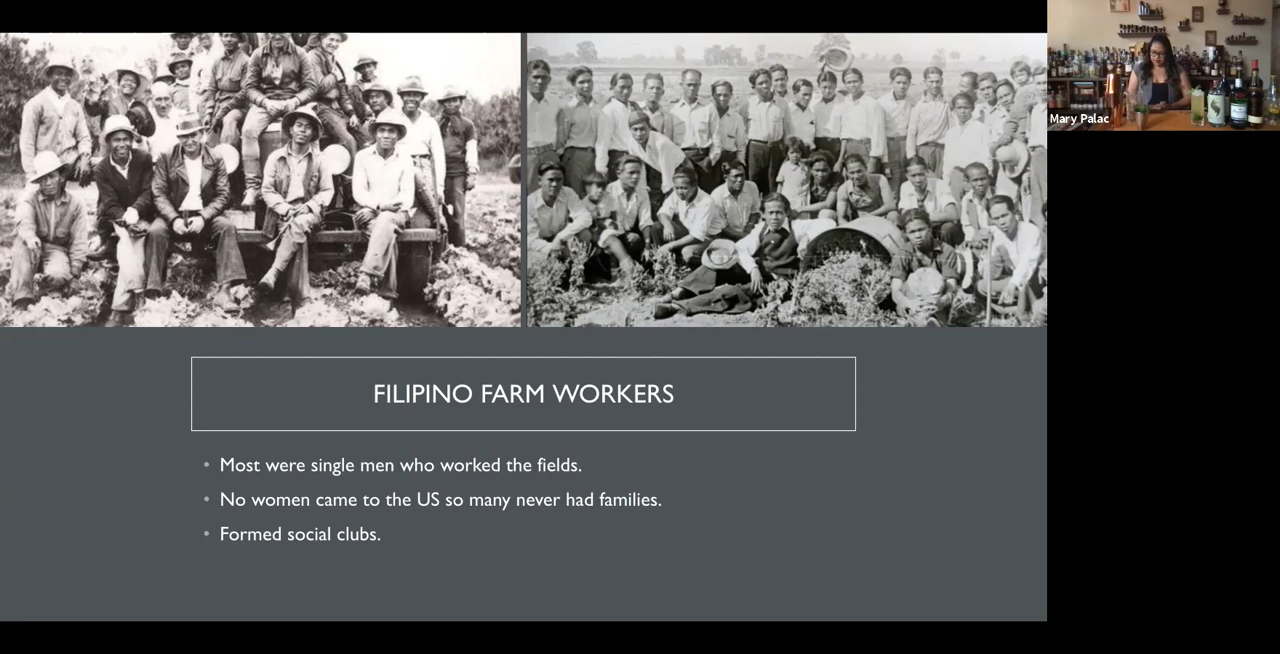 Mary Palac
FILIPINO FARM WORKERS
• Most were single men who worked the fields.
• No women came to the US so many never had families.
• Formed social clubs.